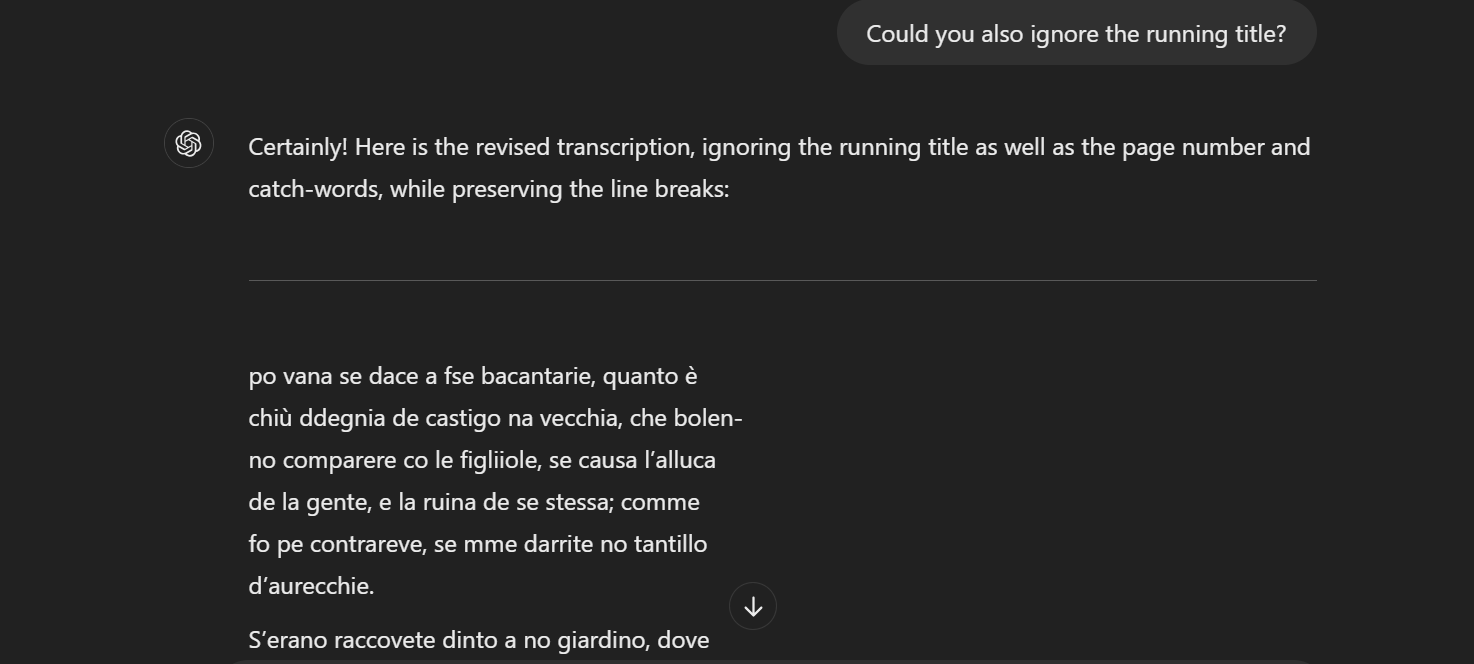 Could you also ignore the running title?
Certainly! Here is the revised transcription, ignoring the running title as well as the page number and
catch-words, while preserving the line breaks:
po vana se dace a fse bacantarie, quanto è
chiù ddegnia de castigo na vecchia, che bolen-
no comparere co le figliiole, se causa l’alluca
de la gente, e la ruina de se stessa; comme
fo pe contrareve, se mme darrite no tantillo
d’aurecchie.
S’erano raccovete dinto a no giardino, dove